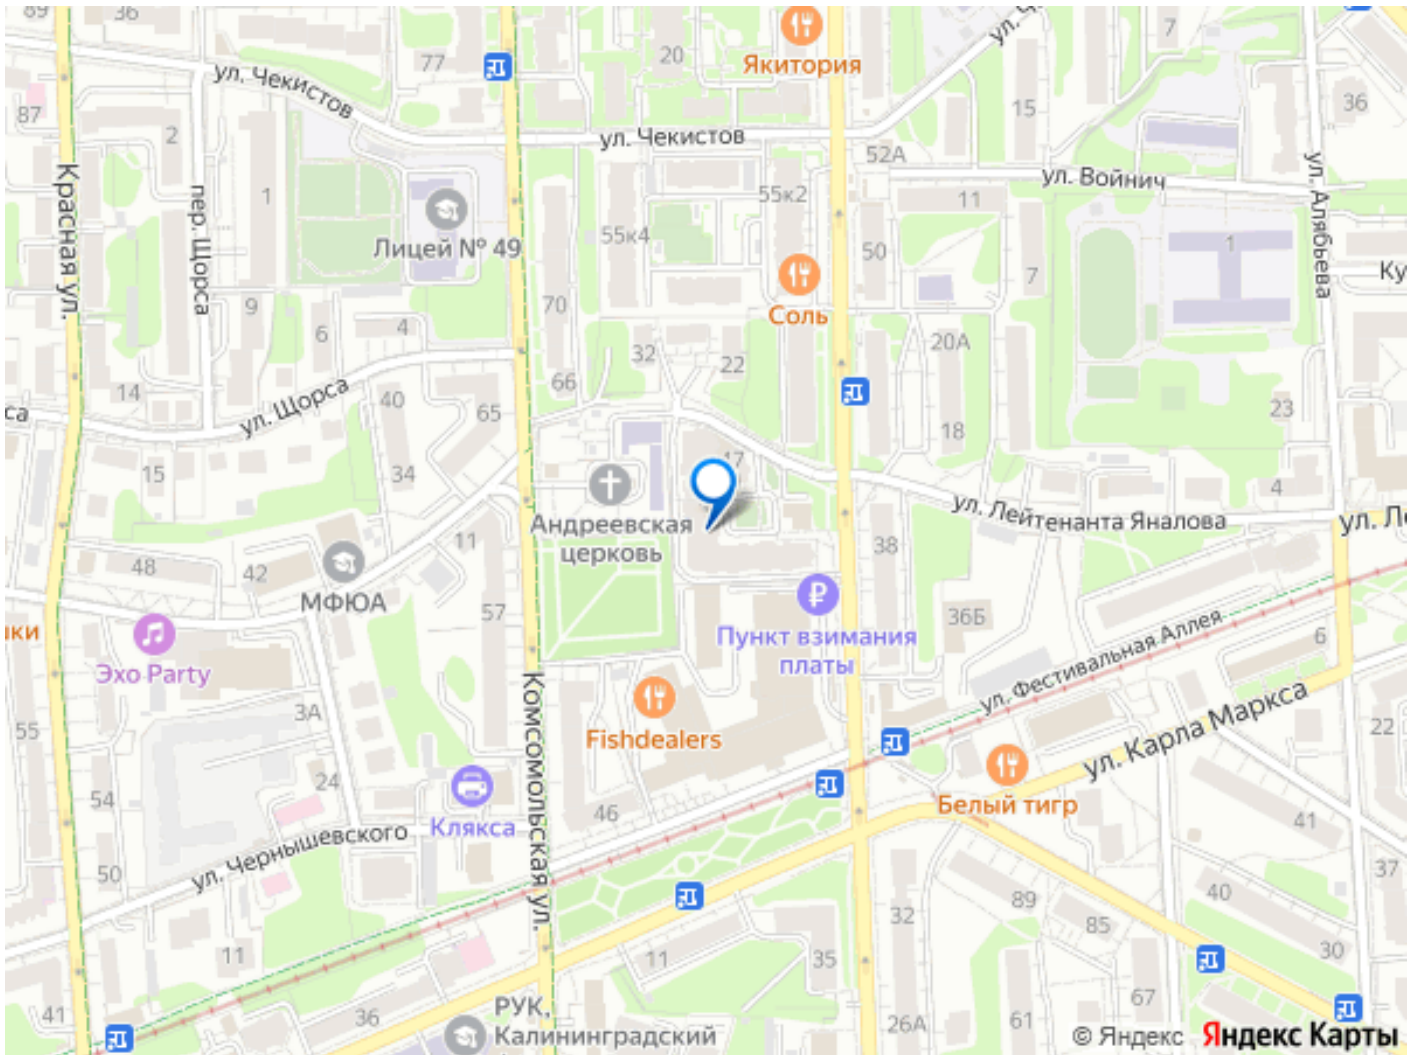 89
36
77
20
Якитория
ул. Чекистов
ул. Чекистов
7
36
15
87
2
52А
ул. Войнич
11
ул. Алябьева
Красная ул.
пер. Щорса
1
Лицей № 49
55к4
55к2
50
7
1
Ку
9
6
4
70
Соль
32
22
20А
66
14
са
ул. Щорса
40
65
18
23
15
34
17
4
Андреевская
церковь
ул. Лейтенанта Яналова
ул. Ле
48
42
МФЮА
11
38
57
Пункт взимания
платы
36Б
6
ул. Фестивальная Аллея
Эхо Party
55
3А
Fishdealers
Комсомольская ул.
ул. Карла Маркса
22
54
24
Клякса
46
Белый тигр
41
ул. Чернышевского
50
37
11
32
89
85
40
30
11
35
67
41
36
РУК,
Калининградский
26А
61
© Яндекс Яндекс Карты